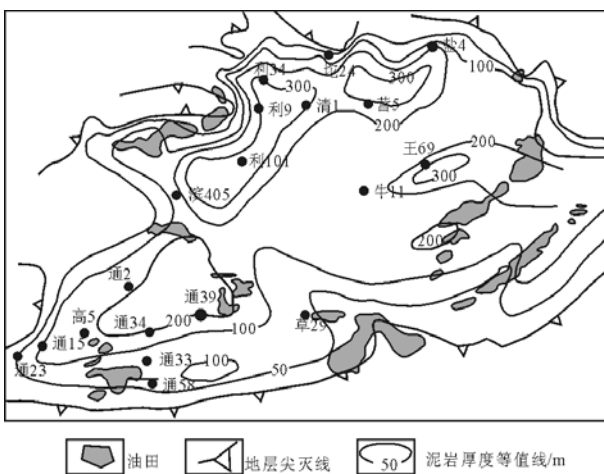 盐4
坨24
100
利34
300
300
利9
清1
营5
200
王69
200
利101
300
滨405
牛11
200
通2
通39
高5
通34
200
100
草29
通15
通23
通33
100
50
通58
油田
地层尖灭线
50
泥岩厚度等值线/m